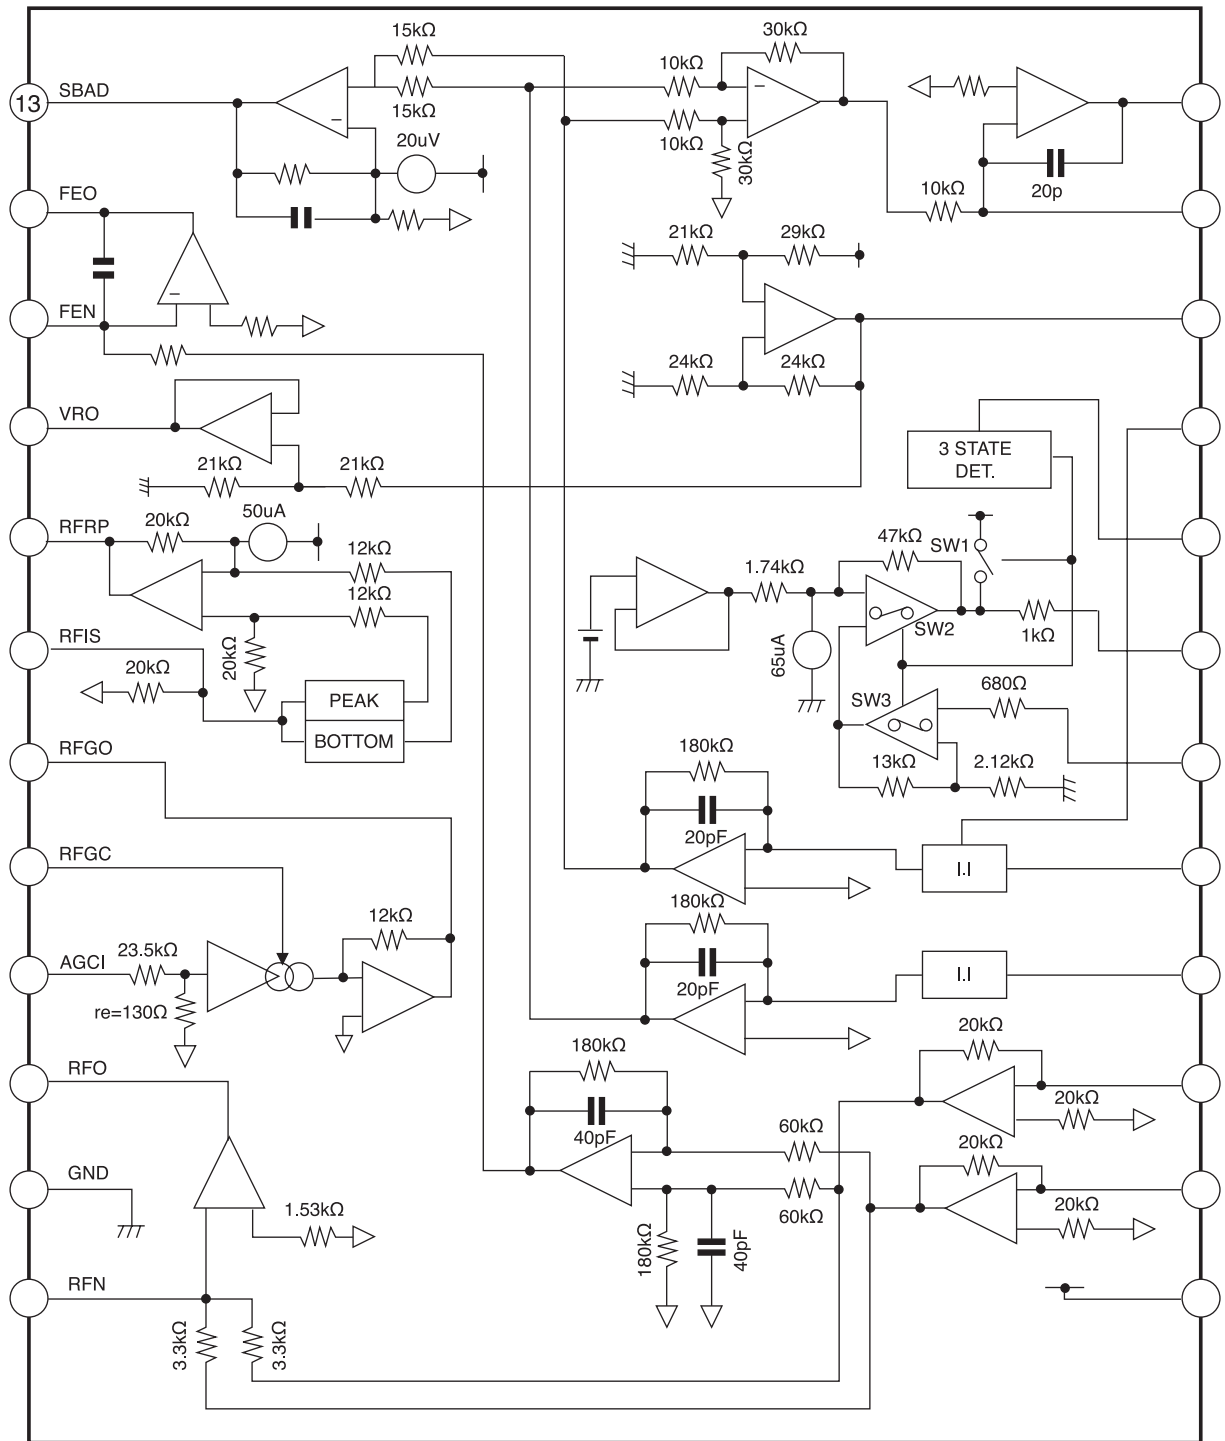 15kΩ
30kΩ
13
SBAD
15kΩ
10kΩ
10kΩ
30kΩ
20uV
20p
10kΩ
FEO
21kΩ
29kΩ
FEN
24kΩ
24kΩ
VRO
21kΩ
21kΩ
3 STATE
DET.
RFRP
20kΩ
50uA
12kΩ
12kΩ
20kΩ
47kΩ
SW1
1.74kΩ
SW2
65uA
1kΩ
RFIS
20kΩ
PEAK
BOTTOM
SW3
680Ω
13kΩ
2.12kΩ
RFGO
180kΩ
20pF
I.I
RFGC
12kΩ
180kΩ
20pF
I.I
AGCI
23.5kΩ
re=130Ω
RFO
180kΩ
40pF
20kΩ
20kΩ
60kΩ
60kΩ
20kΩ
20kΩ
GND
1.53kΩ
180kΩ
40pF
RFN
3.3kΩ
3.3kΩ